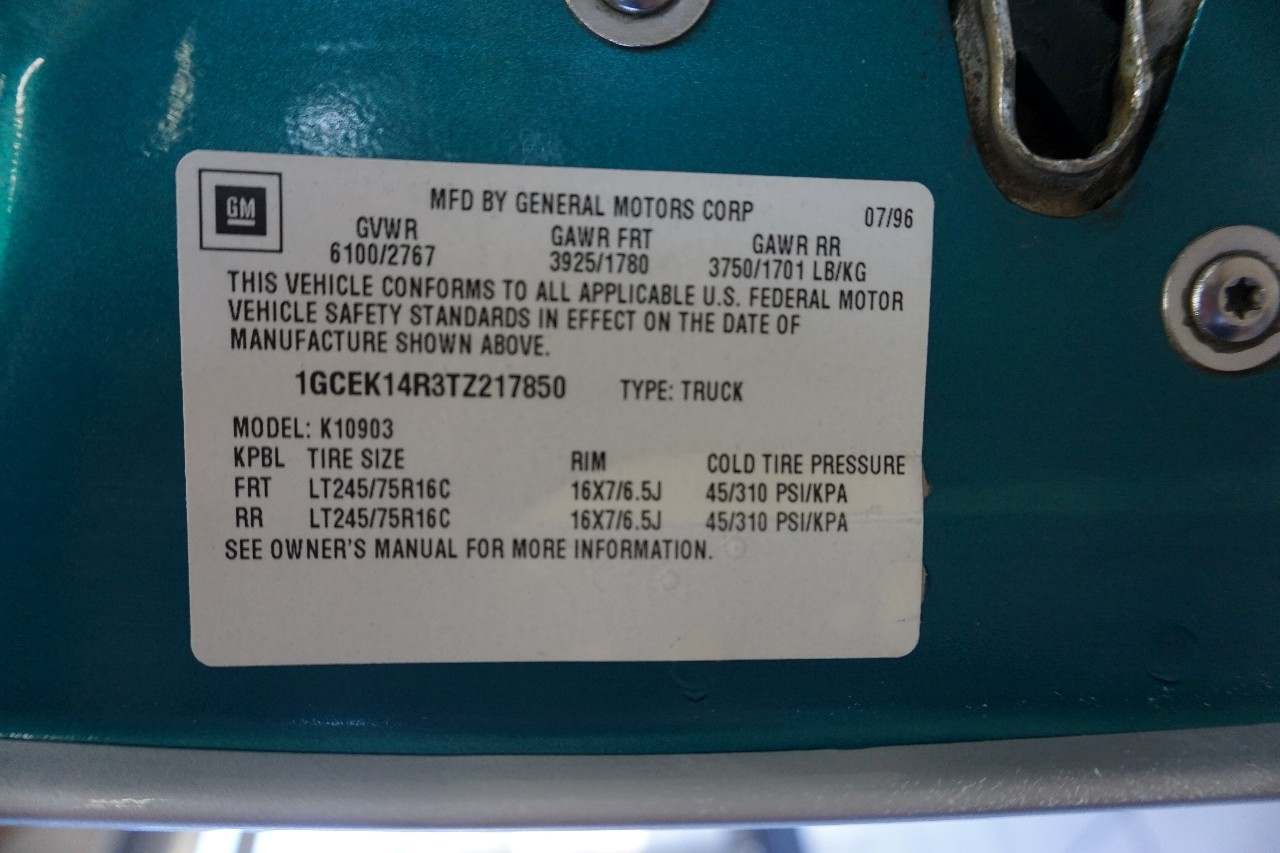 GM
MFD BY GENERAL MOTORS CORP 07/96
GVWR GAWR FRT GAWR RR
6100/2767 3925/1780 3750/1701 LB/KG
THIS VEHICLE CONFORMS TO ALL APPLICABLE U.S. FEDERAL MOTOR
VEHICLE SAFETY STANDARDS IN EFFECT ON THE DATE OF
MANUFACTURE SHOWN ABOVE.
1GCEK14R3TZ217850 TYPE: TRUCK
MODEL: K10903
KPBL TIRE SIZE RIM COLD TIRE PRESSURE
FRT LT245/75R16C 16X7/6.5J 45/310 PSI/KPA
RR LT245/75R16C 16X7/6.5J 45/310 PSI/KPA
SEE OWNER'S MANUAL FOR MORE INFORMATION.